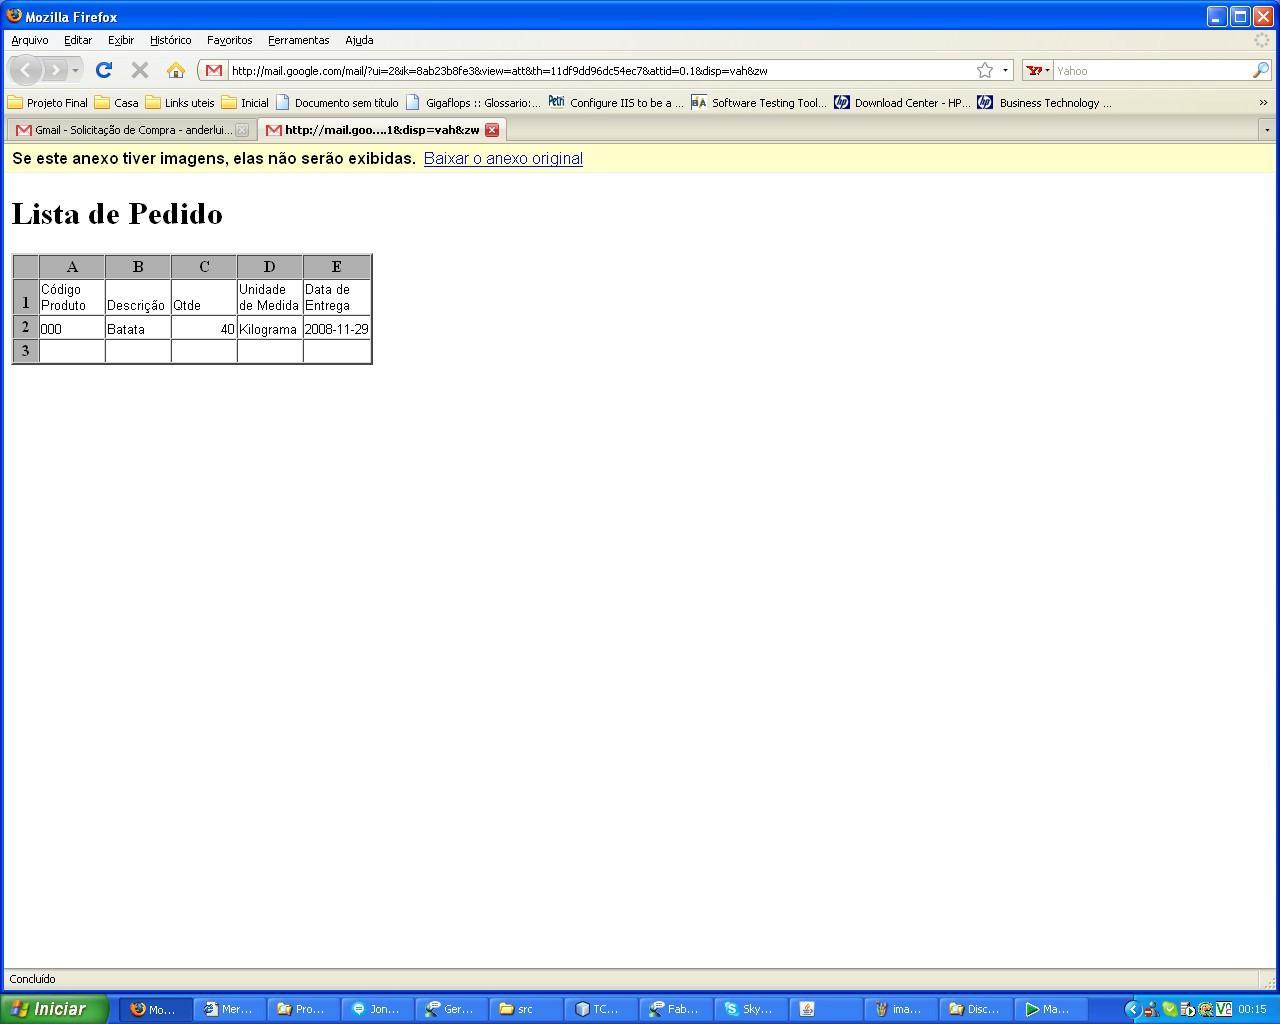 Mozilla Firefox
Arquivo Editar Exibir Histórico Favoritos Ferramentas Ajuda
http://mail.google.com/mail/?ui=2&ik=8ab23b8fe3&view=att&th=11df9dd96dc54ec7&attid=0.1&disp=vah&zw Yahoo
Projeto Final Casa Links uteis Inicial Documento sem título Gigaflops :: Glossario:... Petri Configure IIS to be a ... Software Testing Tool... Download Center - HP... Business Technology ... »
Gmail - Solicitação de Compra - anderlui... http://mail.goo....1&disp=vah&zw
Se este anexo tiver imagens, elas não serão exibidas. Baixar o anexo original
Lista de Pedido
A B C D E
1 Código Produto Descrição Qtde Unidade de Medida Data de Entrega
2 000 Batata 40 Kilograma 2008-11-29
3
Concluído
Iniciar Mo... Mer... Pro... Jon... Ger... src TC... Fab... Sky... ima... Disc... Ma... 00:15